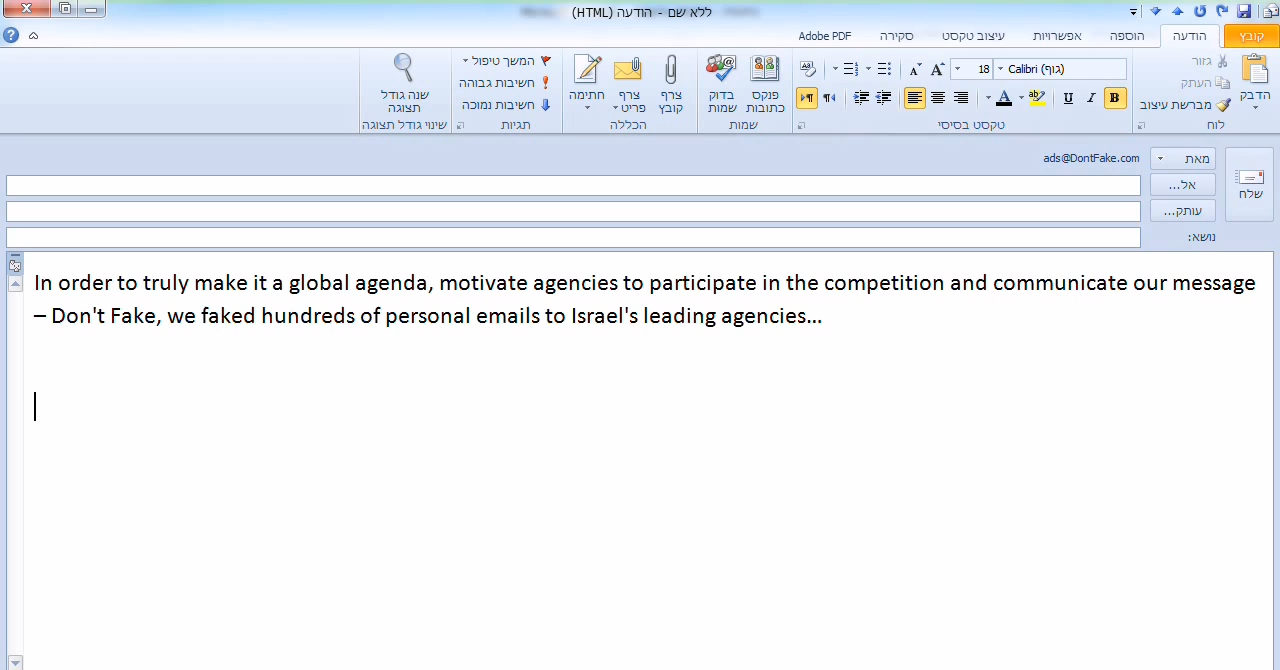 ללא שם - הודעה (HTML)
קובץ
הודעה
הוספה
אפשרויות
עיצוב טקסט
סקירה
Adobe PDF
הדבק
גזור
העתק
מברשת עיצוב
לוח
Calibri (גוף)
18
B I U
טקסט בסיסי
פנקס כתובות
בדוק שמות
שמות
צרף קובץ
צרף פריט
חתימה
הכללה
המשך טיפול
חשיבות גבוהה
חשיבות נמוכה
תגיות
שנה גודל תצוגה
שינוי גודל תצוגה
שלח
מאת
ads@DontFake.com
אל...
עותק...
נושא:
In order to truly make it a global agenda, motivate agencies to participate in the competition and communicate our message
– Don't Fake, we faked hundreds of personal emails to Israel's leading agencies...